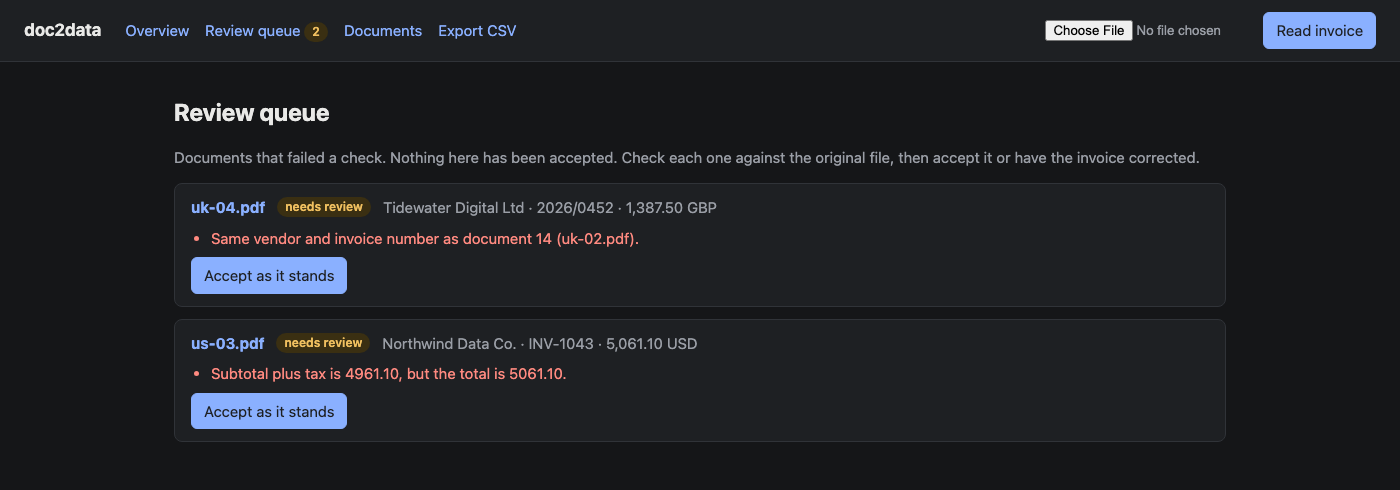 doc2data Overview Review queue 2 Documents Export CSV Choose File No file chosen Read invoice
Review queue
Documents that failed a check. Nothing here has been accepted. Check each one against the original file, then accept it or have the invoice corrected.
uk-04.pdf needs review Tidewater Digital Ltd · 2026/0452 · 1,387.50 GBP
• Same vendor and invoice number as document 14 (uk-02.pdf).
Accept as it stands
us-03.pdf needs review Northwind Data Co. · INV-1043 · 5,061.10 USD
• Subtotal plus tax is 4961.10, but the total is 5061.10.
Accept as it stands